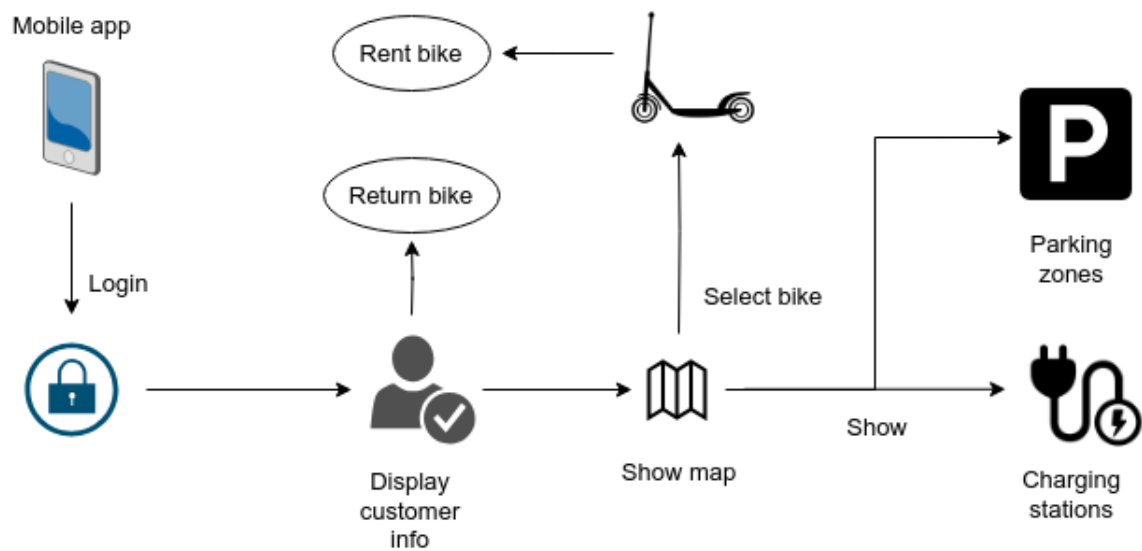 Mobile app
Rent bike
Return bike
Login
P
Parking
zones
Select bike
Show
Show map
Display
customer
info
Charging
stations